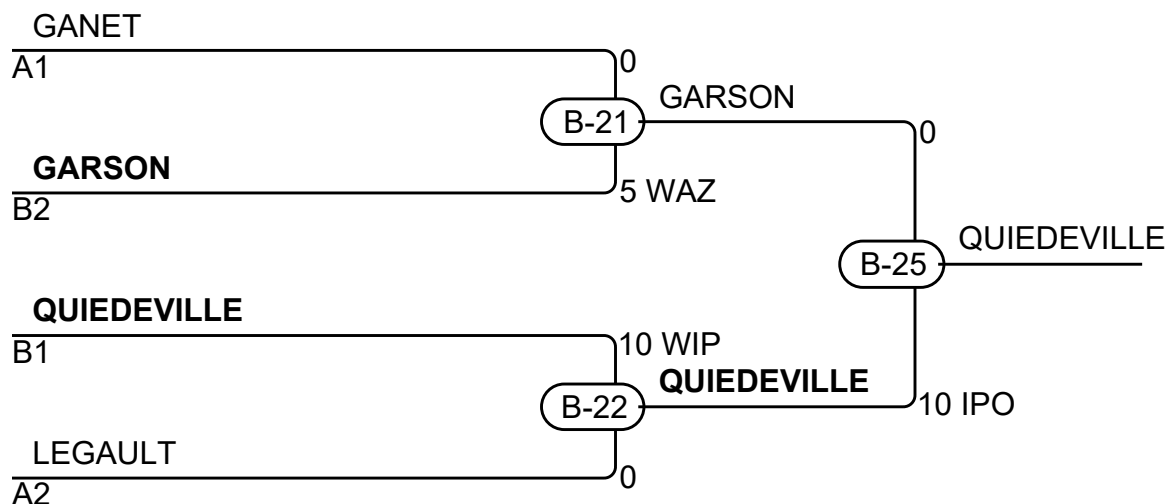 GANET
A1
0
B-21
GARSON
0
GARSON
B2
5 WAZ
B-25
QUIEDEVILLE
QUIEDEVILLE
B1
10 WIP
B-22
QUIEDEVILLE
10 IPO
LEGAULT
A2
0